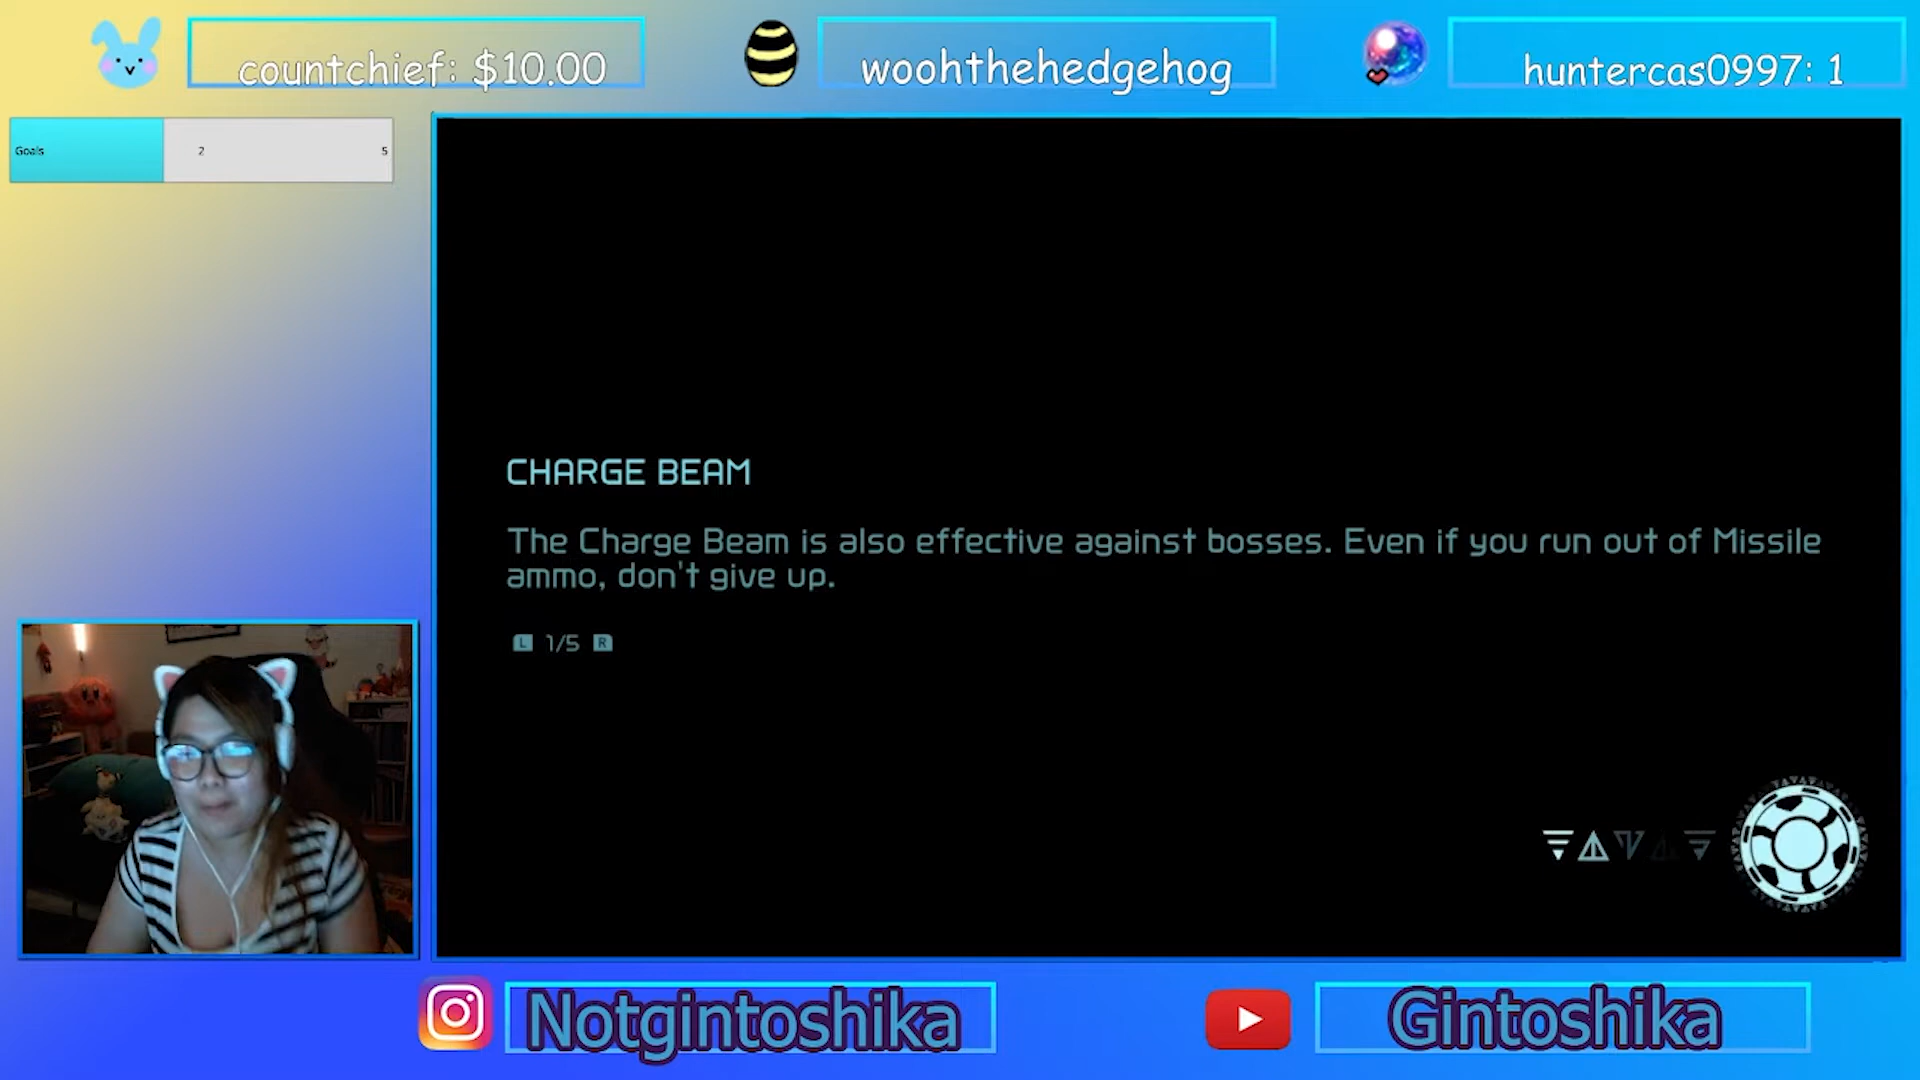 countchief: $10.00
woohthehedgehog
huntercas0997: 1
Goals 2 5
CHARGE BEAM
The Charge Beam is also effective against bosses. Even if you run out of Missile
ammo, don't give up.
L 1/5 R
Notgintoshika
Gintoshika